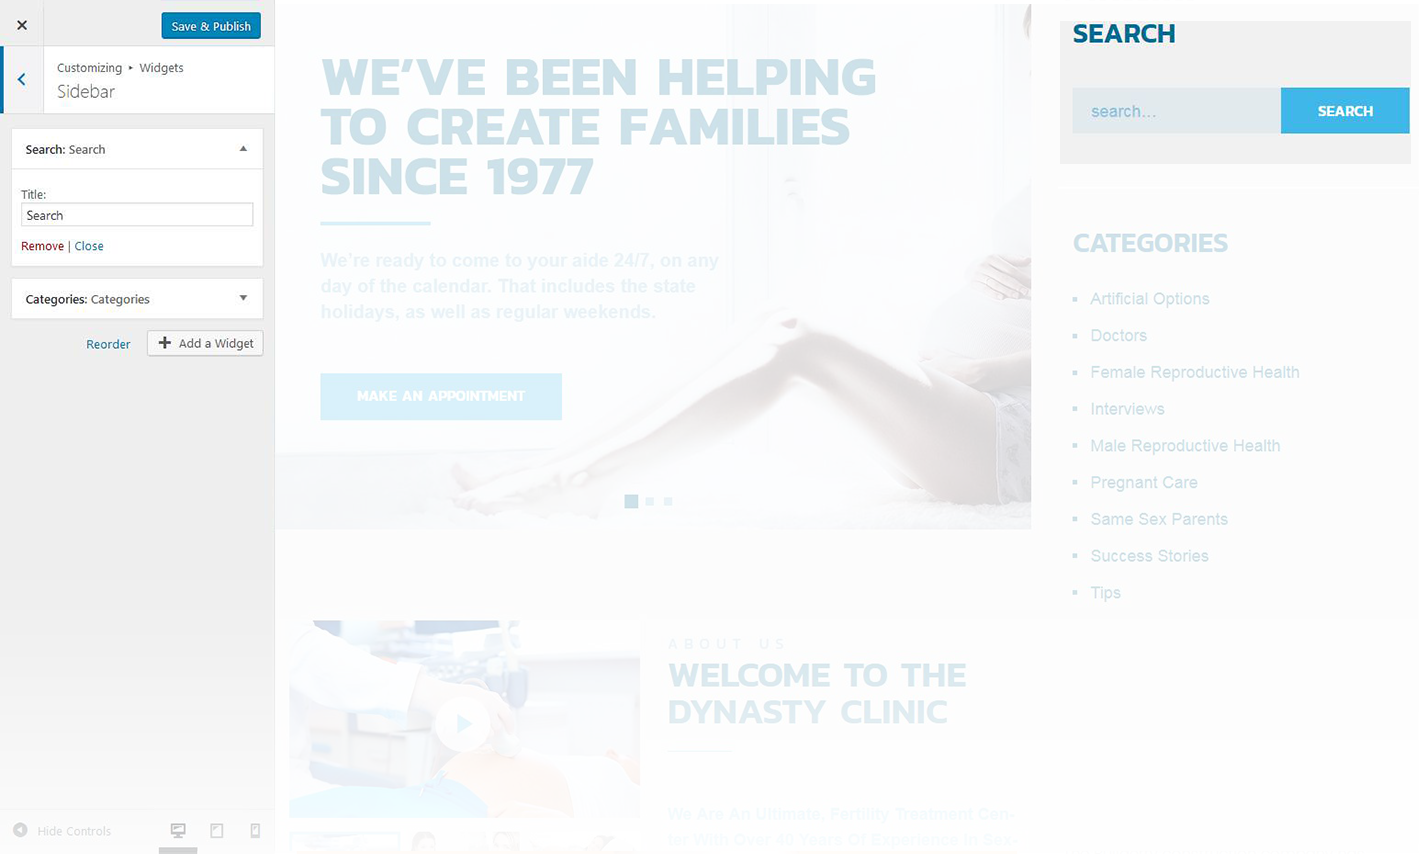 Save & Publish
Customizing ▸ Widgets
Sidebar
Search: Search
Title:
Search
Remove | Close
Categories: Categories
Reorder
Add a Widget
Hide Controls
WE'VE BEEN HELPING
TO CREATE FAMILIES
SINCE 1977
We're ready to come to your aide 24/7, on any
day of the calendar. That includes the state
holidays, as well as regular weekends.
MAKE AN APPOINTMENT
ABOUT US
WELCOME TO THE
DYNASTY CLINIC
We Are An Ultimate, Fertility Treatment Cen-
ter With Over 40 Years Of Experience in Sav-
SEARCH
search...
SEARCH
CATEGORIES
Artificial Options
Doctors
Female Reproductive Health
Interviews
Male Reproductive Health
Pregnant Care
Same Sex Parents
Success Stories
Tips